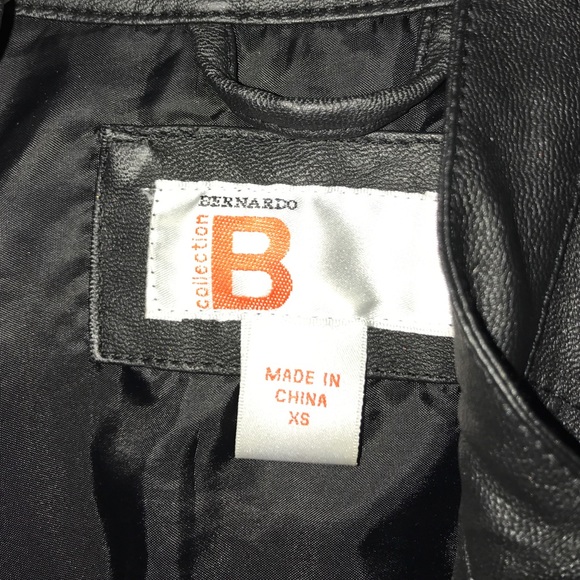 BERNARDO
collection
B
MADE IN
CHINA
XS